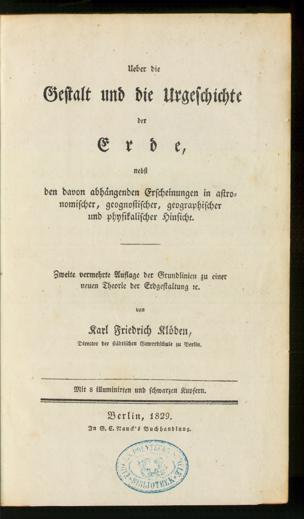 Ueber die
Gestalt und die Urgeschichte
der
Erde,
nebst
den davon abhängenden Erscheinungen in astro-
nomischer, geognostischer, geographischer
und physikalischer Hinsicht.
Zweite vermehrte Auflage der Grundlinien zu einer
neuen Theorie der Erdgestaltung ꝛc.
von
Karl Friedrich Klöden,
Director der städtischen Gewerbschule zu Berlin.
Mit 8 illuminirten und schwarzen Kupfern.
Berlin, 1829.
In G. C. Nauck's Buchhandlung.
BIBLIOTHEK